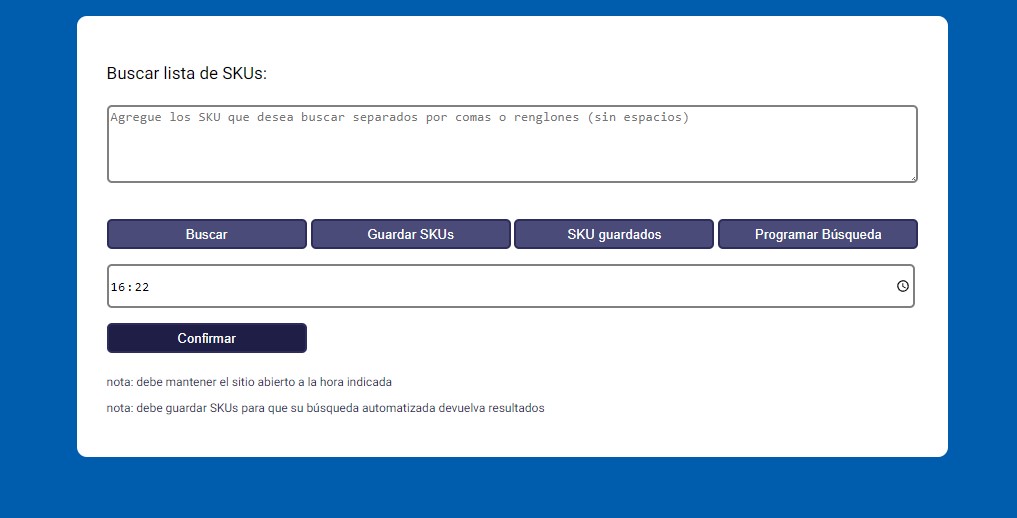 Buscar lista de SKUs:
Agregue los SKU que desea buscar separados por comas o renglones (sin espacios)
Buscar Guardar SKUs SKU guardados Programar Búsqueda
16:22
Confirmar
nota: debe mantener el sitio abierto a la hora indicada
nota: debe guardar SKUs para que su búsqueda automatizada devuelva resultados